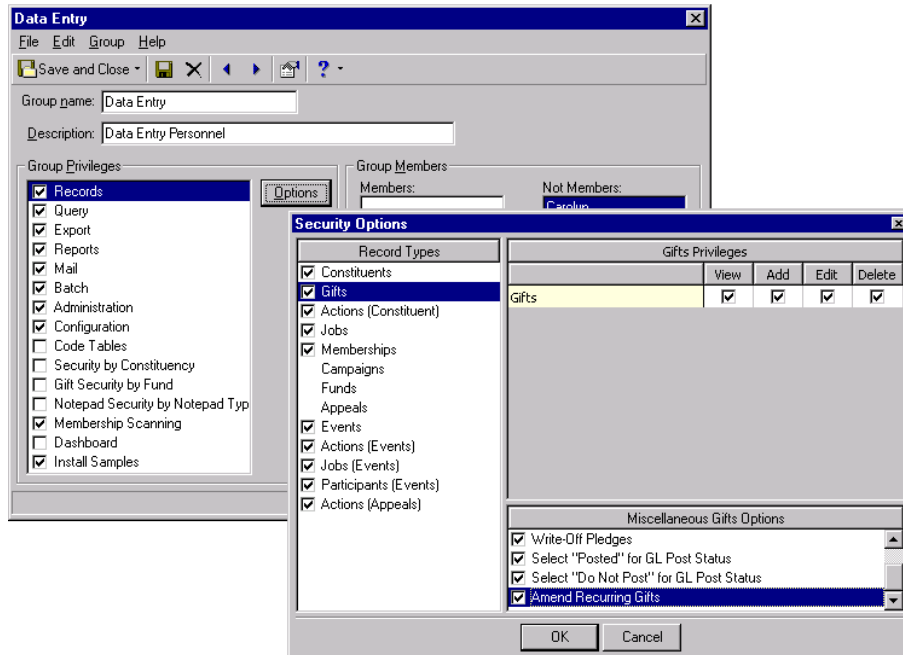 Data Entry
File Edit Group Help
Save and Close
Group name: Data Entry
Description: Data Entry Personnel
Group Privileges
Records
Query
Export
Reports
Mail
Batch
Administration
Configuration
Code Tables
Security by Constituency
Gift Security by Fund
Notepad Security by Notepad Typ
Membership Scanning
Dashboard
Install Samples
Options
Group Members
Members: Not Members:
Carolyn
Security Options
Record Types
Constituents
Gifts
Actions (Constituent)
Jobs
Memberships
Campaigns
Funds
Appeals
Events
Actions (Events)
Jobs (Events)
Participants (Events)
Actions (Appeals)
Gifts Privileges
View Add Edit Delete
Gifts
Miscellaneous Gifts Options
Write-Off Pledges
Select "Posted" for GL Post Status
Select "Do Not Post" for GL Post Status
Amend Recurring Gifts
OK Cancel